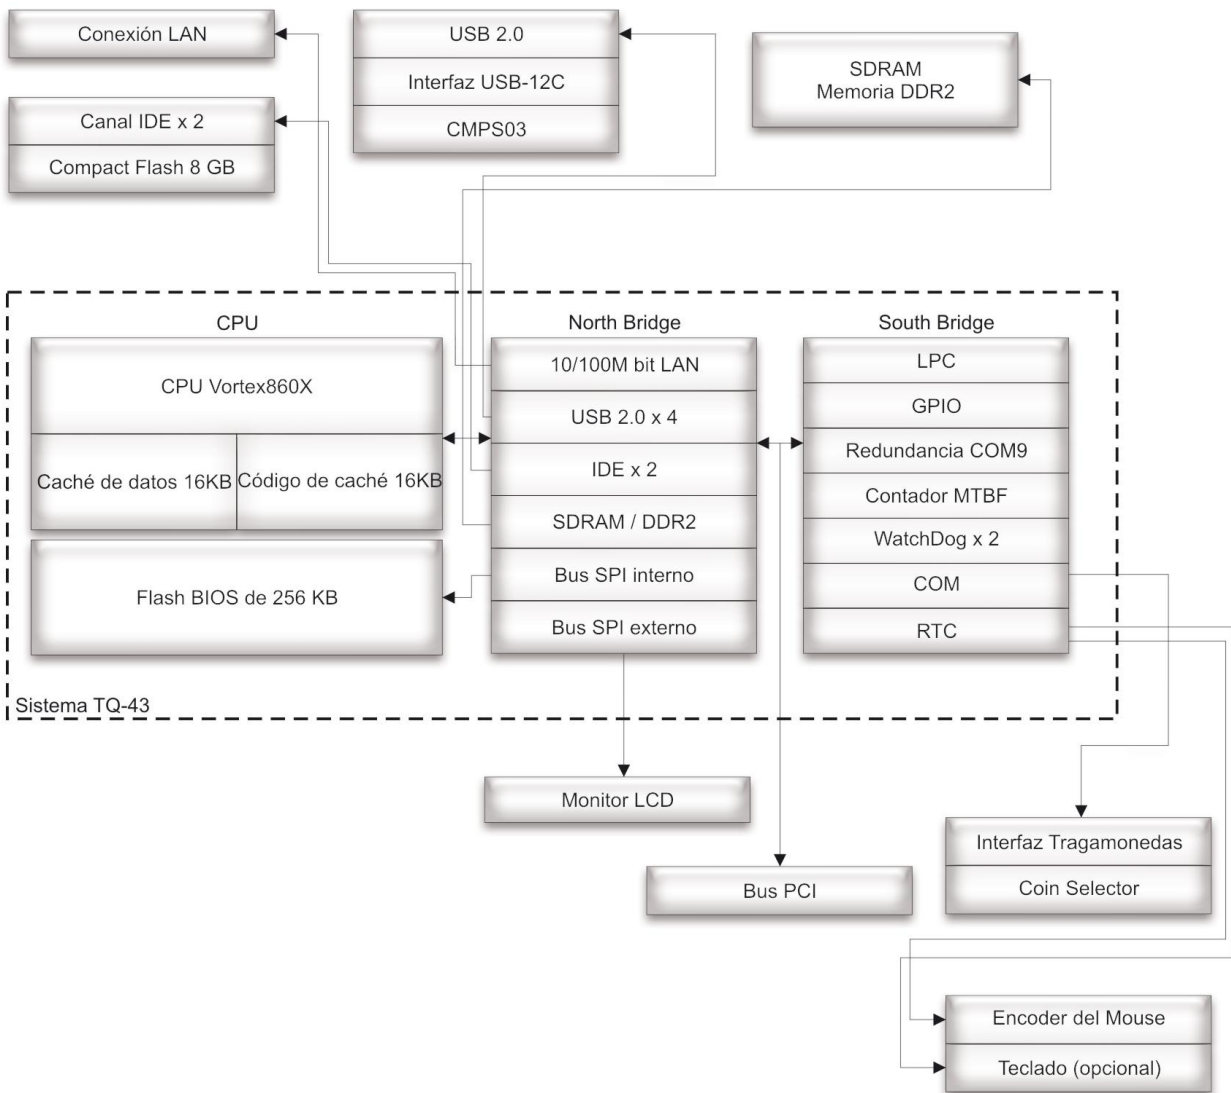 Conexión LAN
Canal IDE x 2
Compact Flash 8 GB
USB 2.0
Interfaz USB-12C
CMPS03
SDRAM
Memoria DDR2
CPU
CPU Vortex860X
Caché de datos 16KB
Código de caché 16KB
Flash BIOS de 256 KB
North Bridge
10/100M bit LAN
USB 2.0 x 4
IDE x 2
SDRAM / DDR2
Bus SPI interno
Bus SPI externo
South Bridge
LPC
GPIO
Redundancia COM9
Contador MTBF
WatchDog x 2
COM
RTC
Sistema TQ-43
Monitor LCD
Bus PCI
Interfaz Tragamonedas
Coin Selector
Encoder del Mouse
Teclado (opcional)